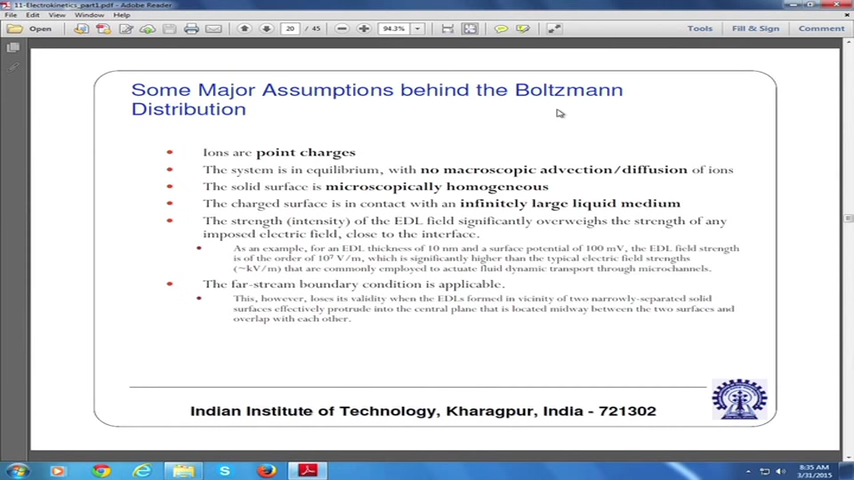 11-Electrokinetics_part1.pdf - Adobe Reader
File Edit View Window Help
Open 20 / 45 94.3% Tools Fill & Sign Comment
Some Major Assumptions behind the Boltzmann
Distribution
Ions are point charges
The system is in equilibrium, with no macroscopic advection/diffusion of ions
The solid surface is microscopically homogeneous
The charged surface is in contact with an infinitely large liquid medium
The strength (intensity) of the EDL field significantly overweighs the strength of any
imposed electric field, close to the interface.
As an example, for an EDL thickness of 10 nm and a surface potential of 100 mV, the EDL field strength
is of the order of 10⁷ V/m, which is significantly higher than the typical electric field strengths
(~kV/m) that are commonly employed to actuate fluid dynamic transport through microchannels.
The far-stream boundary condition is applicable.
This, however, loses its validity when the EDLs formed in vicinity of two narrowly-separated solid
surfaces effectively protrude into the central plane that is located midway between the two surfaces and
overlap with each other.
Indian Institute of Technology, Kharagpur, India - 721302
8:35 AM
3/31/2015